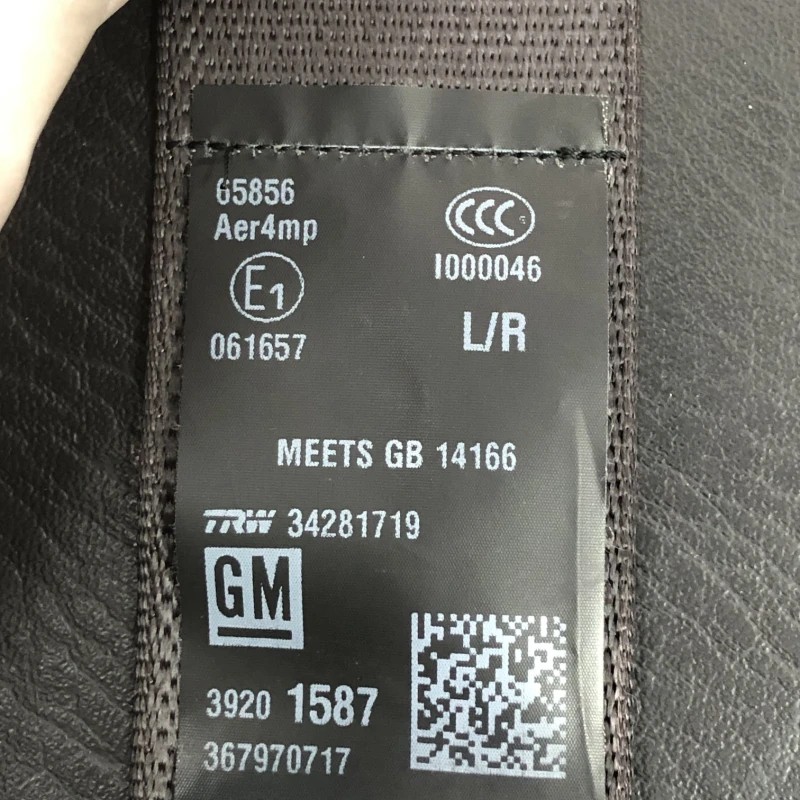 65856
Aer4mp
CCC
S
I000046
E1
061657
L/R
MEETS GB 14166
TRW 34281719
GM
3920 1587
367970717